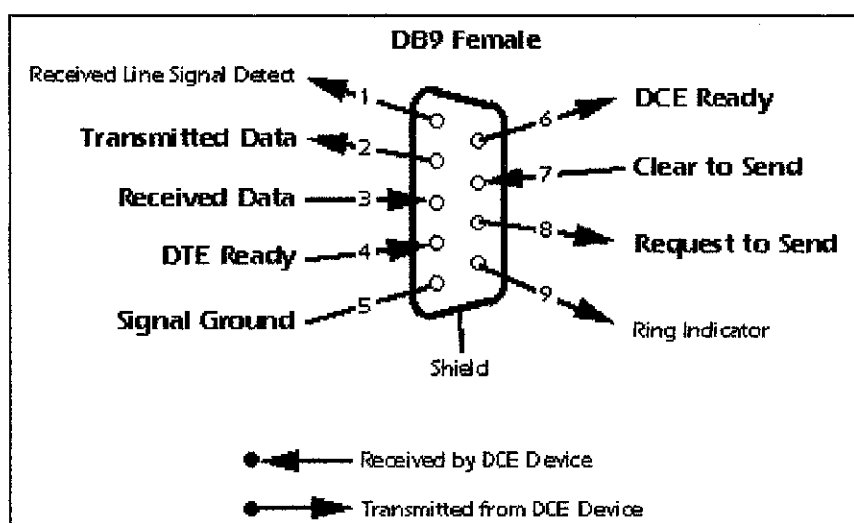 DB9 Female
Received Line Signal Detect
1
Transmitted Data
2
Received Data
3
DTE Ready
4
Signal Ground
5
6
DCE Ready
7
Clear to Send
8
Request to Send
9
Ring Indicator
Shield
Received by DCE Device
Transmitted from DCE Device